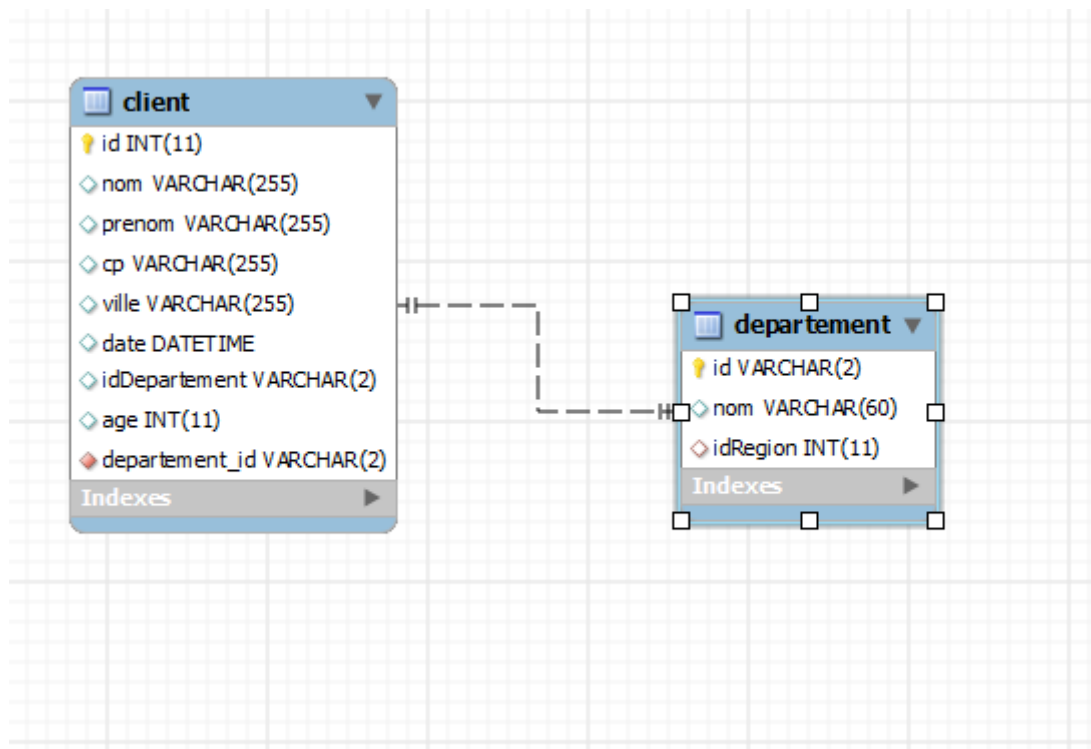 client
id INT(11)
nom VARCHAR(255)
prenom VARCHAR(255)
cp VARCHAR(255)
ville VARCHAR(255)
date DATETIME
idDepartement VARCHAR(2)
age INT(11)
departement_id VARCHAR(2)
Indexes
departement
id VARCHAR(2)
nom VARCHAR(60)
idRegion INT(11)
Indexes